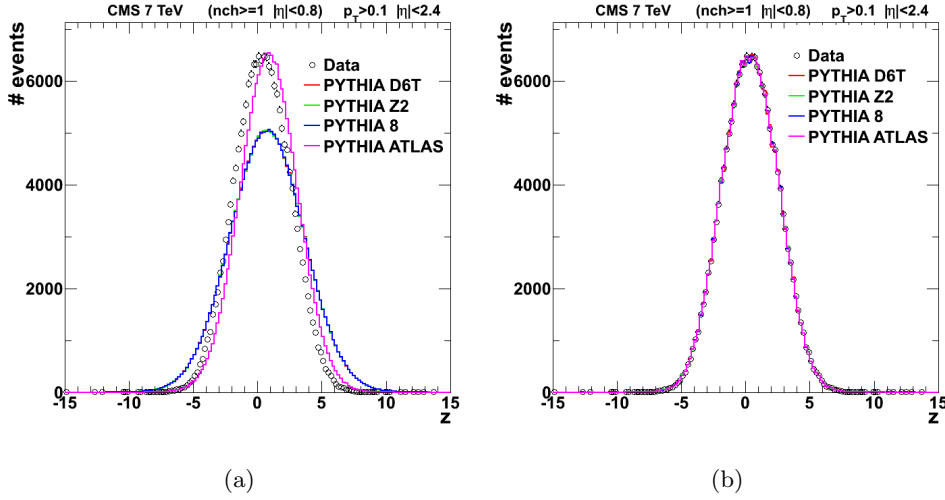 CMS 7 TeV (nch>=1 |η|<0.8) p_T>0.1 |η|<2.4
# events
6000
4000
2000
0
Data
PYTHIA D6T
PYTHIA Z2
PYTHIA 8
PYTHIA ATLAS
-15 -10 -5 0 5 10 15
z
(a)
CMS 7 TeV (nch>=1 |η|<0.8) p_T>0.1 |η|<2.4
# events
6000
4000
2000
0
Data
PYTHIA D6T
PYTHIA Z2
PYTHIA 8
PYTHIA ATLAS
-15 -10 -5 0 5 10 15
z
(b)